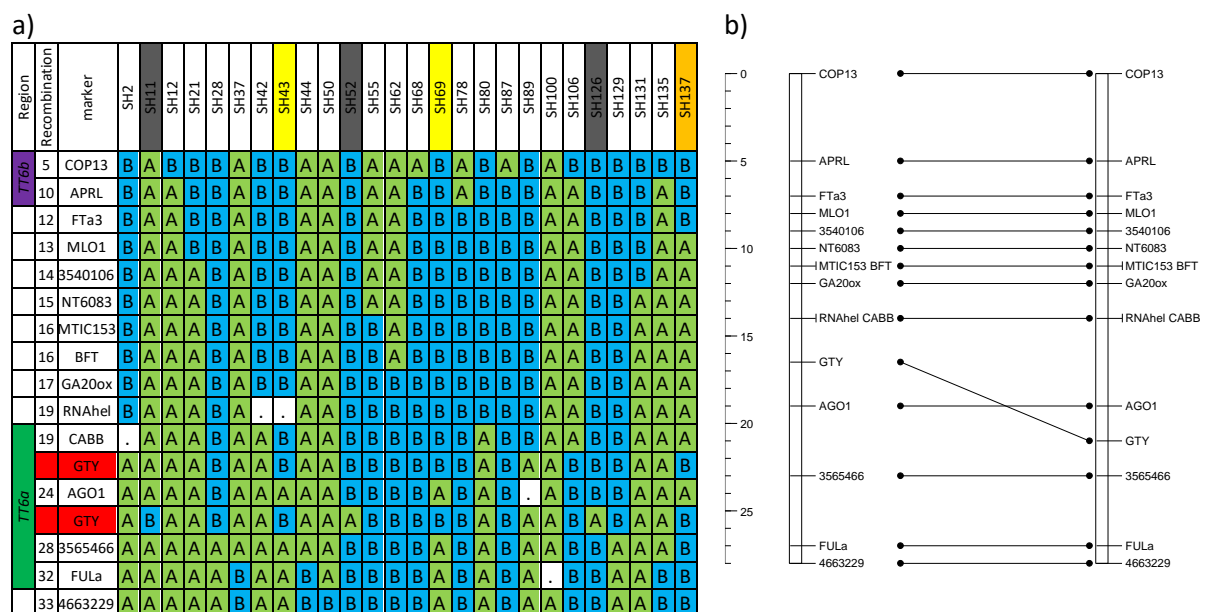 a)
Region Recombination marker SH2 SH11 SH12 SH21 SH28 SH37 SH42 SH43 SH44 SH50 SH52 SH55 SH62 SH68 SH69 SH78 SH80 SH87 SH89 SH100 SH106 SH126 SH129 SH131 SH135 SH137
TT6b
5 COP13 B A B B B A B B A A B A A A B A B A B A B B B B B B
10 APRL B A A B B A B B A A B A A B B A B B B A A B B B A B
12 FTa3 B A A B B A B B A A B A A B B B B B B A A B B B A B
13 MLO1 B A A B B A B B A A B A A B B B B B B A A B B B A A
14 3540106 B A A A B A B B A A B A A B B B B B B A A B B B A A
15 NT6083 B A A A B A B B A A B A A B B B B B B A A B B A A A
16 MTIC153 B A A A B A B B A A B B A B B B B B B A A B B A A A
16 BFT B A A A B A B B A A B B A B B B B B B A A B B A A A
17 GA20ox B A A A B A B B A A B B B B B B B B B A A B B A A A
19 RNAhel B A A A B A . . A A B B B B B B B B B A A B B A A A
TT6a
19 CABB . A A A B A A B A A B B B B B B A B B A A B B A A A
GTY A A A A B A A B A A B B B B B B A B A A B B B A A B
24 AGO1 A A A A B A A A A A B B B B A B A B . A B B B A A A
GTY A B A A B A A B A A A B B B B B A B A A B A B A A B
28 3565466 A A A A A A A A A A B B B B A B A B A A B B A A A B
32 FULa A A A A A B A A B A B B B B A B A B A . B B A A B B
33 4663229 A A A A A B A A B B B B B B A B A B A A B B A A B B
b)
0 COP13 COP13
5 APRL APRL
FTa3 FTa3
MLO1 MLO1
3540106 3540106
10 NT6083 NT6083
MTIC153 BFT MTIC153 BFT
GA20ox GA20ox
RNAhel CABB RNAhel CABB
15
GTY
AGO1 AGO1
20
GTY
3565466 3565466
25
FULa FULa
4663229 4663229